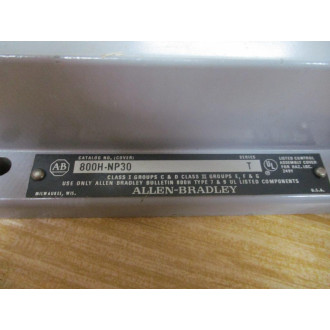 AB
CATALOG NO. (COVER)
SERIES
800H-NP30
T
UL
LISTED CONTROL
ASSEMBLY COVER
FOR HAZ. LOC.
CLASS I GROUPS C & D CLASS II GROUPS E, F & G
USE ONLY ALLEN BRADLEY BULLETIN 800H TYPE 7 & 9 UL LISTED COMPONENTS
MILWAUKEE, WIS.
ALLEN-BRADLEY
U.S.A.